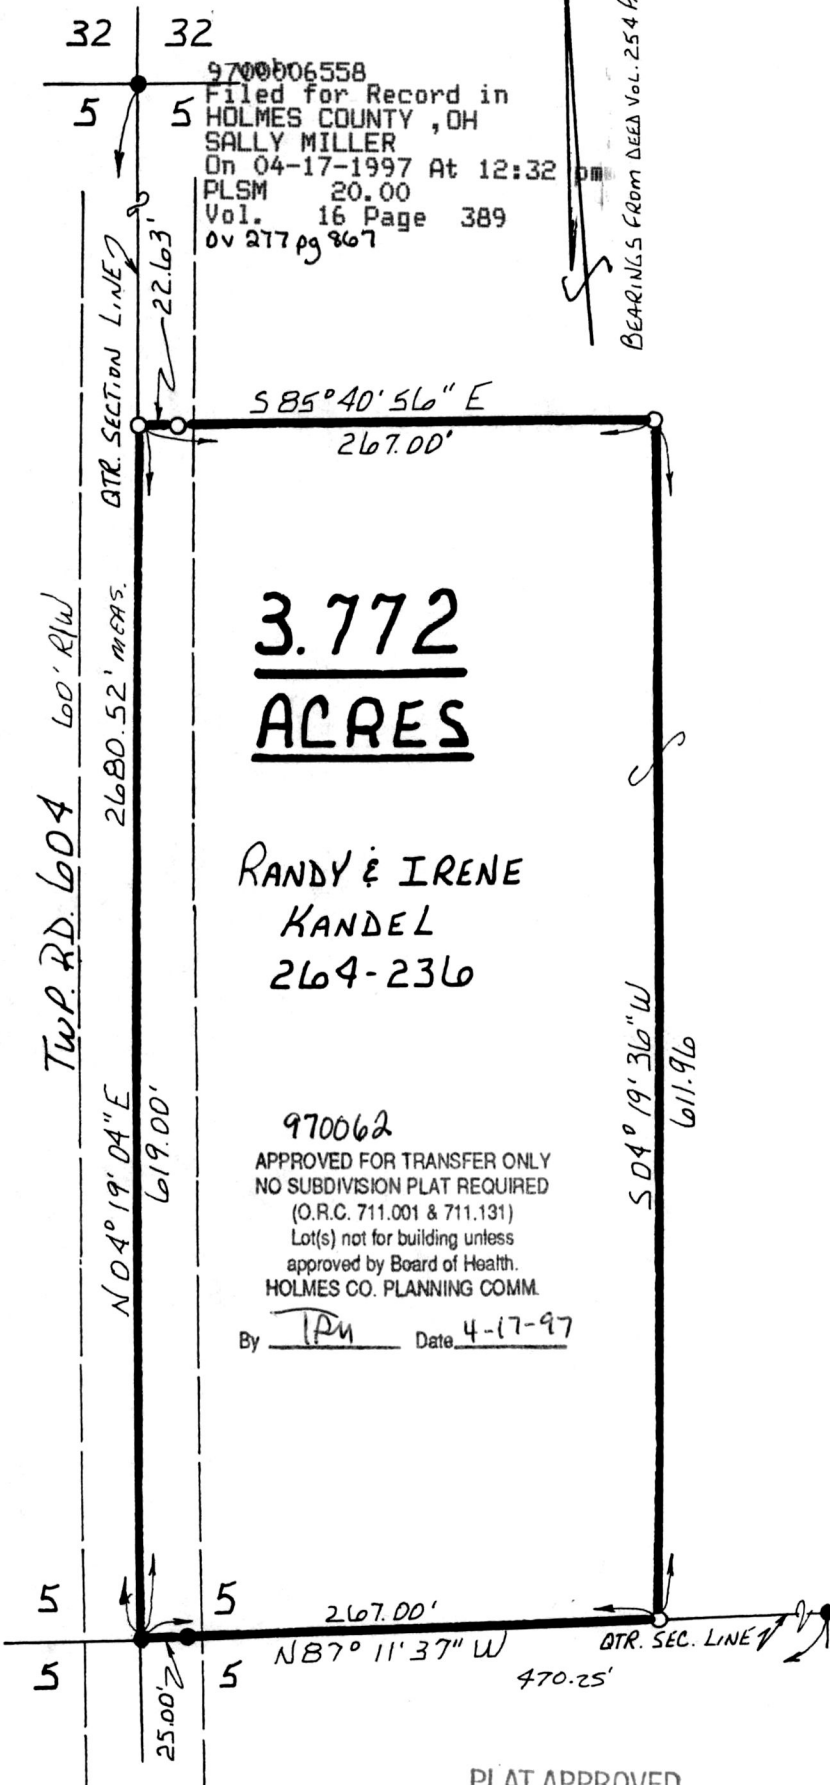 32 32
5 5
9700006558
Filed for Record in
HOLMES COUNTY ,OH
SALLY MILLER
On 04-17-1997 At 12:32 pm
PLSM 20.00
Vol. 16 Page 389
OV 277 pg 867
BEARINGS FROM DEED VOL. 254
QTR. SECTION LINE
22.63'
S 85° 40' 56" E
267.00'
2680.52' MEAS.
TWP. RD. 604 60' R/W
3.772
ACRES
RANDY & IRENE
KANDEL
264-236
N 04° 19' 04" E
619.00'
S 04° 19' 36" W
611.96
970062
APPROVED FOR TRANSFER ONLY
NO SUBDIVISION PLAT REQUIRED
(O.R.C. 711.001 & 711.131)
Lot(s) not for building unless
approved by Board of Health.
HOLMES CO. PLANNING COMM.
By Date 4-17-97
5 5
267.00'
N 87° 11' 37" W
QTR. SEC. LINE
5 5
25.00'
470.25'
PLAT APPROVED